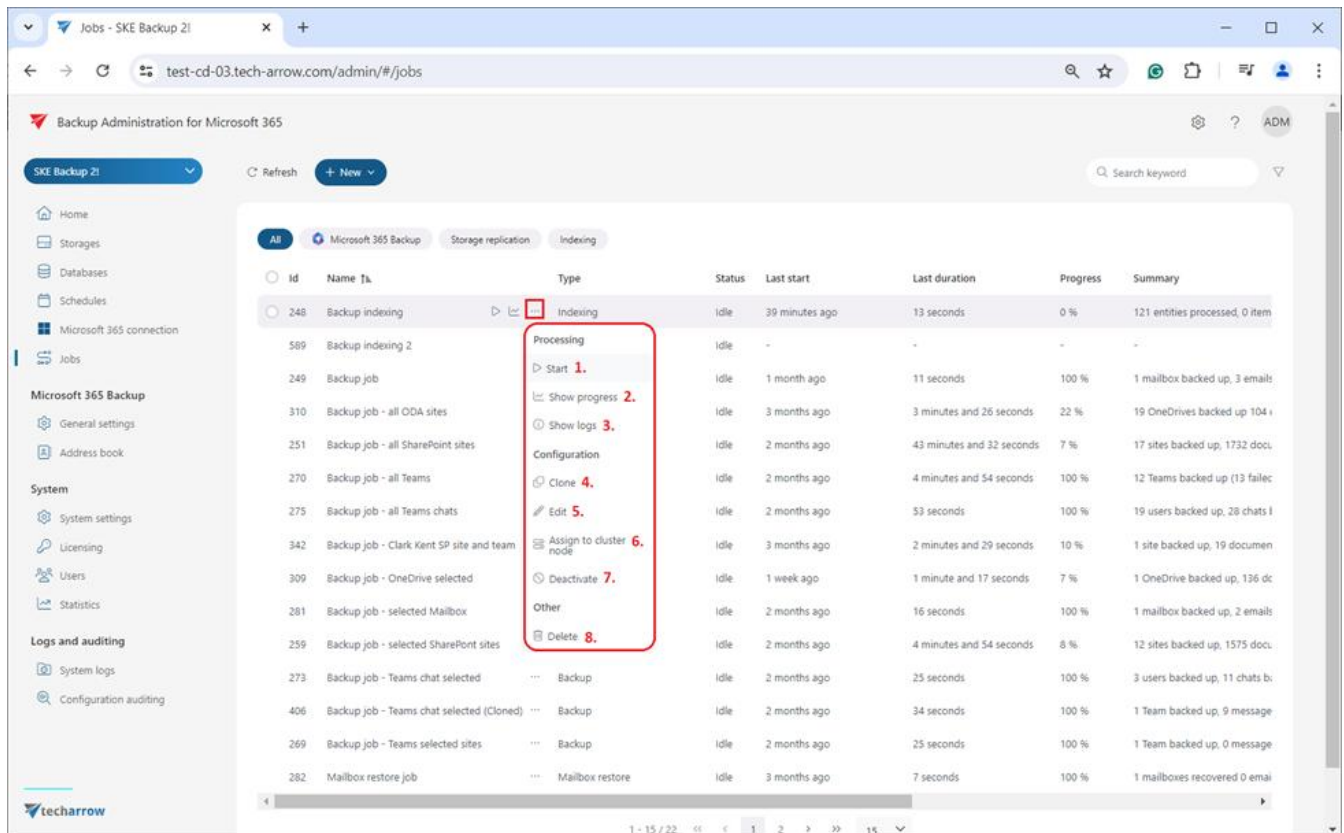 Jobs - SKE Backup 2!
test-cd-03.tech-arrow.com/admin/#/jobs
Backup Administration for Microsoft 365
? ADM
SKE Backup 2! Refresh + New Search keyword
Home
Storages
Databases
Schedules
Microsoft 365 connection
Jobs
Microsoft 365 Backup
General settings
Address book
System
System settings
Licensing
Users
Statistics
Logs and auditing
System logs
Configuration auditing
techarrow
All Microsoft 365 Backup Storage replication Indexing
Id Name Type Status Last start Last duration Progress Summary
248 Backup indexing ... Indexing Idle 39 minutes ago 13 seconds 0 % 121 entities processed, 0 item
589 Backup indexing 2 Idle - - - -
249 Backup job Idle 1 month ago 11 seconds 100 % 1 mailbox backed up, 3 emails
310 Backup job - all ODA sites Idle 3 months ago 3 minutes and 26 seconds 22 % 19 OneDrives backed up 104
251 Backup job - all SharePoint sites Idle 2 months ago 43 minutes and 32 seconds 7 % 17 sites backed up, 1732 docu
270 Backup job - all Teams Idle 2 months ago 4 minutes and 54 seconds 100 % 12 Teams backed up (13 failec
275 Backup job - all Teams chats Idle 2 months ago 53 seconds 100 % 19 users backed up, 28 chats
342 Backup job - Clark Kent SP site and team Idle 3 months ago 2 minutes and 29 seconds 10 % 1 site backed up, 19 documen
309 Backup job - OneDrive selected Idle 1 week ago 1 minute and 17 seconds 7 % 1 OneDrive backed up, 136 dc
281 Backup job - selected Mailbox Idle 2 months ago 16 seconds 100 % 1 mailbox backed up, 2 emails
259 Backup job - selected SharePont sites Idle 2 months ago 4 minutes and 54 seconds 8 % 12 sites backed up, 1575 docu
273 Backup job - Teams chat selected ... Backup Idle 2 months ago 25 seconds 100 % 3 users backed up, 11 chats b
406 Backup job - Teams chat selected (Cloned) ... Backup Idle 2 months ago 34 seconds 100 % 1 Team backed up, 9 message
269 Backup job - Teams selected sites ... Backup Idle 2 months ago 25 seconds 100 % 1 Team backed up, 0 message
282 Mailbox restore job ... Mailbox restore Idle 3 months ago 7 seconds 100 % 1 mailboxes recovered 0 emai
Processing
Start 1.
Show progress 2.
Show logs 3.
Configuration
Clone 4.
Edit 5.
Assign to cluster 6.
node
Deactivate 7.
Other
Delete 8.
1 - 15 / 22 << < 1 2 > >> 15